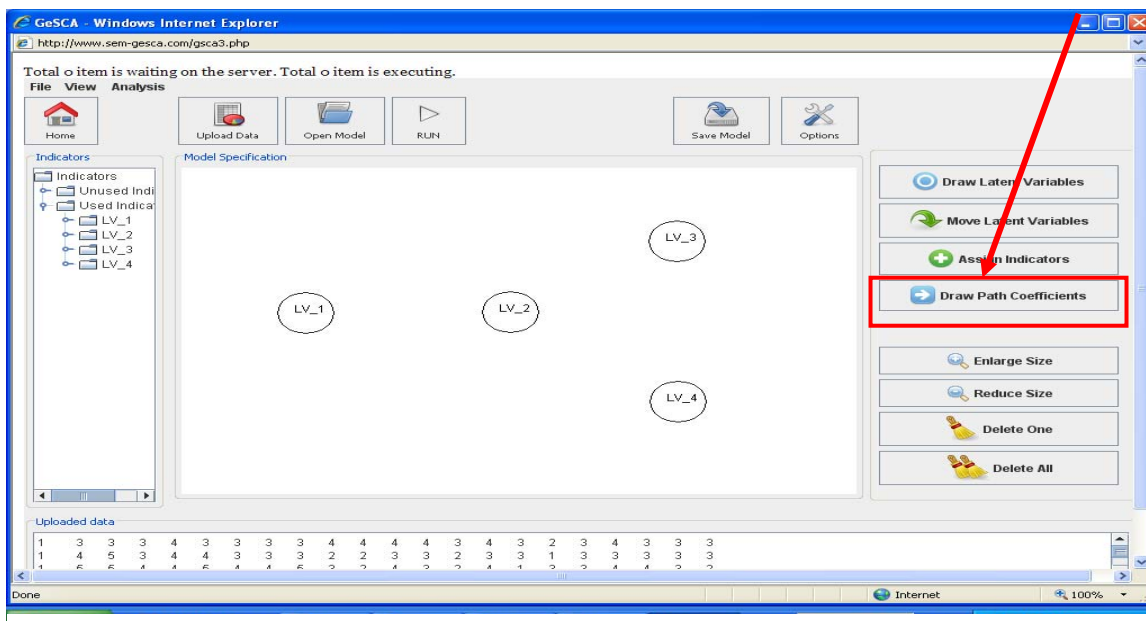 GeSCA - Windows Internet Explorer
http://www.sem-gesca.com/gsca3.php
Total 0 item is waiting on the server. Total 0 item is executing.
File View Analysis
Home
Upload Data
Open Model
RUN
Save Model
Options
Indicators
Indicators
Unused Indi
Used Indica
LV_1
LV_2
LV_3
LV_4
Model Specification
LV_3
LV_1
LV_2
LV_4
Draw Latent Variables
Move Latent Variables
Assign Indicators
Draw Path Coefficients
Enlarge Size
Reduce Size
Delete One
Delete All
Uploaded data
1 3 3 3 4 3 3 3 3 4 4 4 4 3 4 3 2 3 4 3 3 3
1 4 5 3 4 4 3 3 3 2 2 3 3 2 3 3 1 3 3 3 3 3
Done
Internet
100%